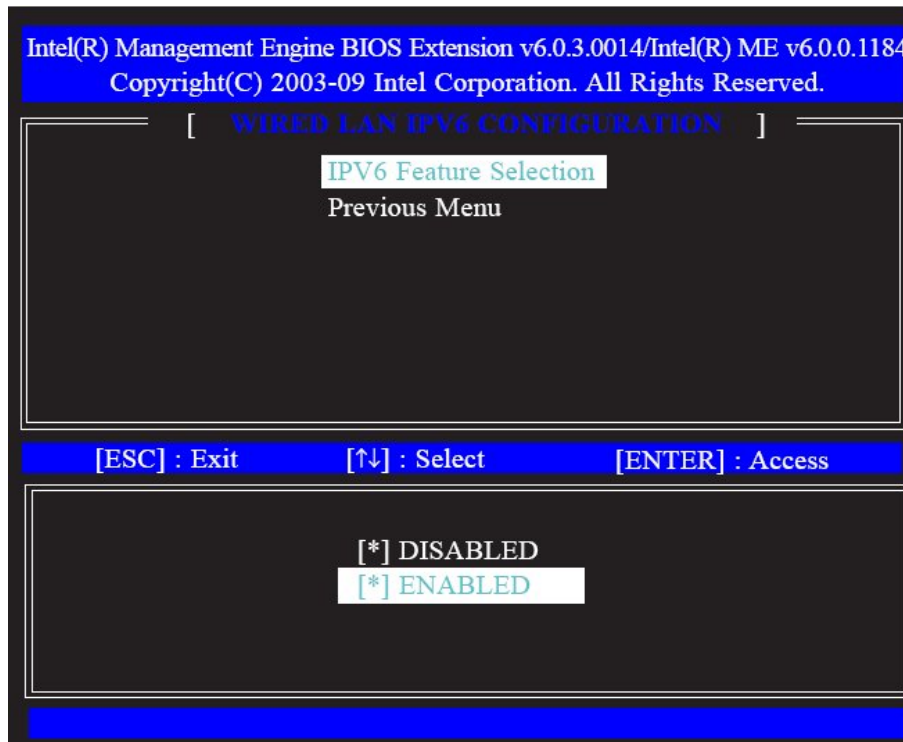 Intel(R) Management Engine BIOS Extension v6.0.3.0014/Intel(R) ME v6.0.0.1184
Copyright(C) 2003-09 Intel Corporation. All Rights Reserved.
[ WIRED LAN IPV6 CONFIGURATION ]
IPV6 Feature Selection
Previous Menu
[ESC] : Exit [↑↓] : Select [ENTER] : Access
[*] DISABLED
[*] ENABLED